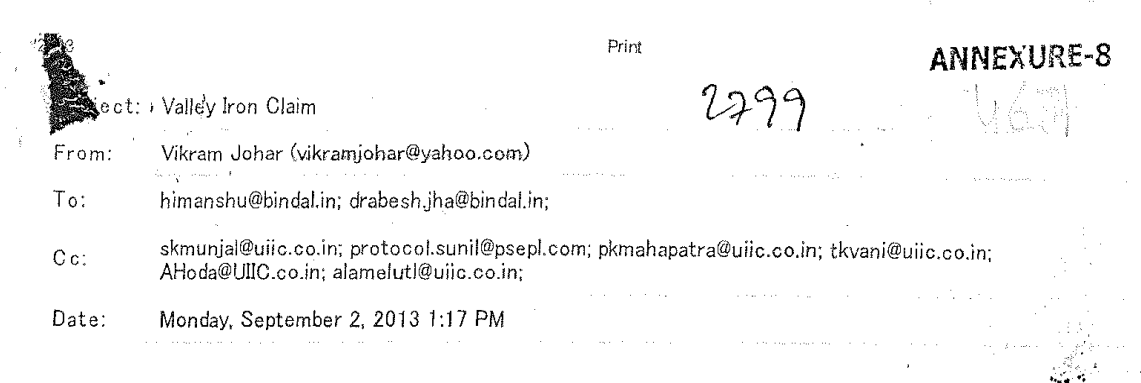 Print
ANNEXURE-8
2799
ect: Valley Iron Claim
From: Vikram Johar (vikramjohar@yahoo.com)
To: himanshu@bindal.in; drabesh.jha@bindal.in;
Cc: skmunjal@uiic.co.in; protocol.sunil@psepl.com; pkmahapatra@uiic.co.in; tkvani@uiic.co.in;
AHoda@UIIC.co.in; alamelutl@uiic.co.in;
Date: Monday, September 2, 2013 1:17 PM